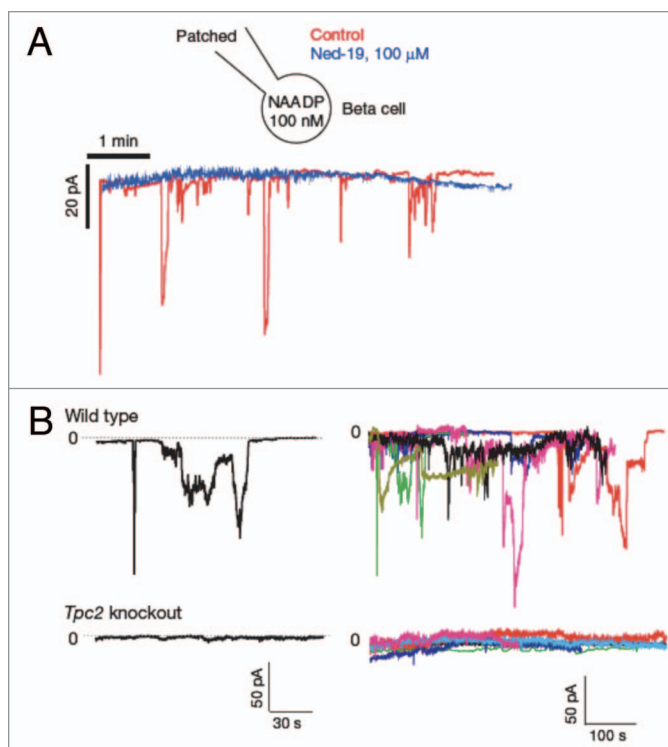 A
Patched
Control
Ned-19, 100 μM
NAADP
100 nM
Beta cell
1 min
20 pA
B
Wild type
0
0
Tpc2 knockout
0
0
50 pA
30 s
50 pA
100 s